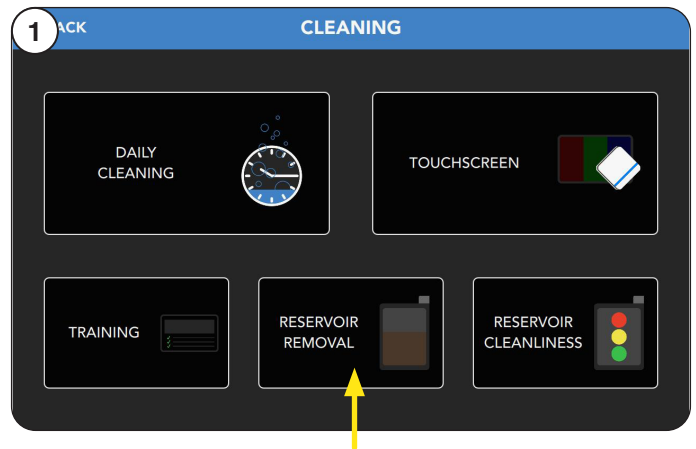 1
ACK
CLEANING
DAILY
CLEANING
TOUCHSCREEN
TRAINING
RESERVOIR
REMOVAL
RESERVOIR
CLEANLINESS